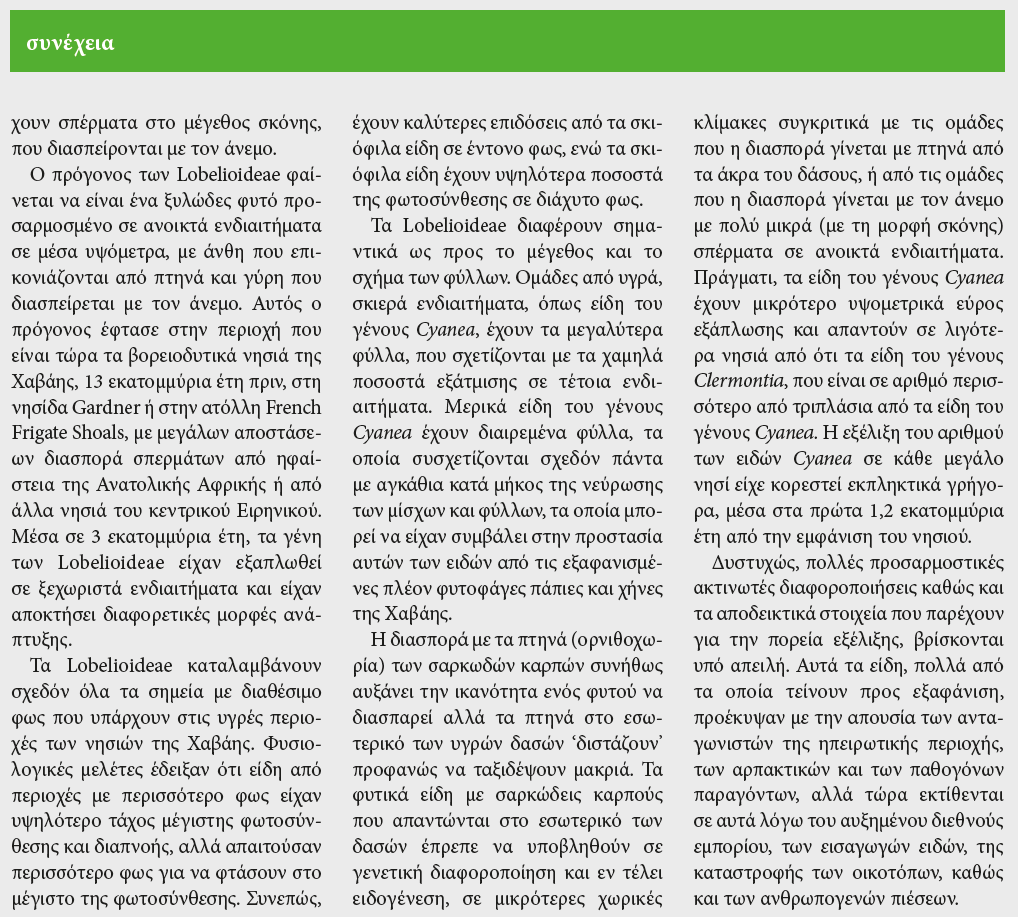 συνέχεια
χουν σπέρματα στο μέγεθος σκόνης,
που διασπείρονται με τον άνεμο.
Ο πρόγονος των Lobelioideae φαί-
νεται να είναι ένα ξυλώδες φυτό προ-
σαρμοσμένο σε ανοικτά ενδιαιτήματα
σε μέσα υψόμετρα, με άνθη που επι-
κονιάζονται από πτηνά και γύρη που
διασπείρεται με τον άνεμο. Αυτός ο
πρόγονος έφτασε στην περιοχή που
είναι τώρα τα βορειοδυτικά νησιά της
Χαβάης, 13 εκατομμύρια έτη πριν, στη
νησίδα Gardner ή στην ατόλλη French
Frigate Shoals, με μεγάλων αποστάσε-
ων διασπορά σπερμάτων από ηφαί-
στεια της Ανατολικής Αφρικής ή από
άλλα νησιά του κεντρικού Ειρηνικού.
Μέσα σε 3 εκατομμύρια έτη, τα γένη
των Lobelioideae είχαν εξαπλωθεί
σε ξεχωριστά ενδιαιτήματα και είχαν
αποκτήσει διαφορετικές μορφές ανά-
πτυξης.
Τα Lobelioideae καταλαμβάνουν
σχεδόν όλα τα σημεία με διαθέσιμο
φως που υπάρχουν στις υγρές περιο-
χές των νησιών της Χαβάης. Φυσιο-
λογικές μελέτες έδειξαν ότι είδη από
περιοχές με περισσότερο φως είχαν
υψηλότερο τάχος μέγιστης φωτοσύν-
θεσης και διαπνοής, αλλά απαιτούσαν
περισσότερο φως για να φτάσουν στο
μέγιστο της φωτοσύνθεσης. Συνεπώς,
έχουν καλύτερες επιδόσεις από τα σκι-
όφιλα είδη σε έντονο φως, ενώ τα σκι-
όφιλα είδη έχουν υψηλότερα ποσοστά
της φωτοσύνθεσης σε διάχυτο φως.
Τα Lobelioideae διαφέρουν σημα-
ντικά ως προς το μέγεθος και το
σχήμα των φύλλων. Ομάδες από υγρά,
σκιερά ενδιαιτήματα, όπως είδη του
γένους Cyanea, έχουν τα μεγαλύτερα
φύλλα, που σχετίζονται με τα χαμηλά
ποσοστά εξάτμισης σε τέτοια ενδι-
αιτήματα. Μερικά είδη του γένους
Cyanea έχουν διαιρεμένα φύλλα, τα
οποία συσχετίζονται σχεδόν πάντα
με αγκάθια κατά μήκος της νεύρωσης
των μίσχων και φύλλων, τα οποία μπο-
ρεί να είχαν συμβάλει στην προστασία
αυτών των ειδών από τις εξαφανισμέ-
νες πλέον φυτοφάγες πάπιες και χήνες
της Χαβάης.
Η διασπορά με τα πτηνά (ορνιθοχω-
ρία) των σαρκωδών καρπών συνήθως
αυξάνει την ικανότητα ενός φυτού να
διασπαρεί αλλά τα πτηνά στο εσω-
τερικό των υγρών δασών ‘διστάζουν’
προφανώς να ταξιδέψουν μακριά. Τα
φυτικά είδη με σαρκώδεις καρπούς
που απαντώνται στο εσωτερικό των
δασών έπρεπε να υποβληθούν σε
γενετική διαφοροποίηση και εν τέλει
ειδογένεση, σε μικρότερες χωρικές
κλίμακες συγκριτικά με τις ομάδες
που η διασπορά γίνεται με πτηνά από
τα άκρα του δάσους, ή από τις ομάδες
που η διασπορά γίνεται με τον άνεμο
με πολύ μικρά (με τη μορφή σκόνης)
σπέρματα σε ανοικτά ενδιαιτήματα.
Πράγματι, τα είδη του γένους Cyanea
έχουν μικρότερο υψομετρικά εύρος
εξάπλωσης και απαντούν σε λιγότε-
ρα νησιά από ότι τα είδη του γένους
Clermontia, που είναι σε αριθμό περισ-
σότερο από τριπλάσια από τα είδη του
γένους Cyanea. Η εξέλιξη του αριθμού
των ειδών Cyanea σε κάθε μεγάλο
νησί είχε κορεστεί εκπληκτικά γρήγο-
ρα, μέσα στα πρώτα 1,2 εκατομμύρια
έτη από την εμφάνιση του νησιού.
Δυστυχώς, πολλές προσαρμοστικές
ακτινωτές διαφοροποιήσεις καθώς και
τα αποδεικτικά στοιχεία που παρέχουν
για την πορεία εξέλιξης, βρίσκονται
υπό απειλή. Αυτά τα είδη, πολλά από
τα οποία τείνουν προς εξαφάνιση,
προέκυψαν με την απουσία των αντα-
γωνιστών της ηπειρωτικής περιοχής,
των αρπακτικών και των παθογόνων
παραγόντων, αλλά τώρα εκτίθενται
σε αυτά λόγω του αυξημένου διεθνούς
εμπορίου, των εισαγωγών ειδών, της
καταστροφής των οικοτόπων, καθώς
και των ανθρωπογενών πιέσεων.